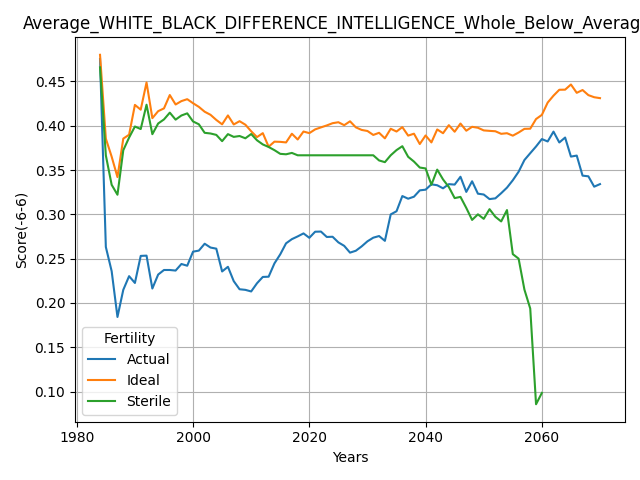 Average_WHITE_BLACK_DIFFERENCE_INTELLIGENCE_Whole_Below_Averag
Score(-6-6)
0.45
0.40
0.35
0.30
0.25
0.20
0.15
0.10
Fertility
Actual
Ideal
Sterile
1980 2000 2020 2040 2060
Years